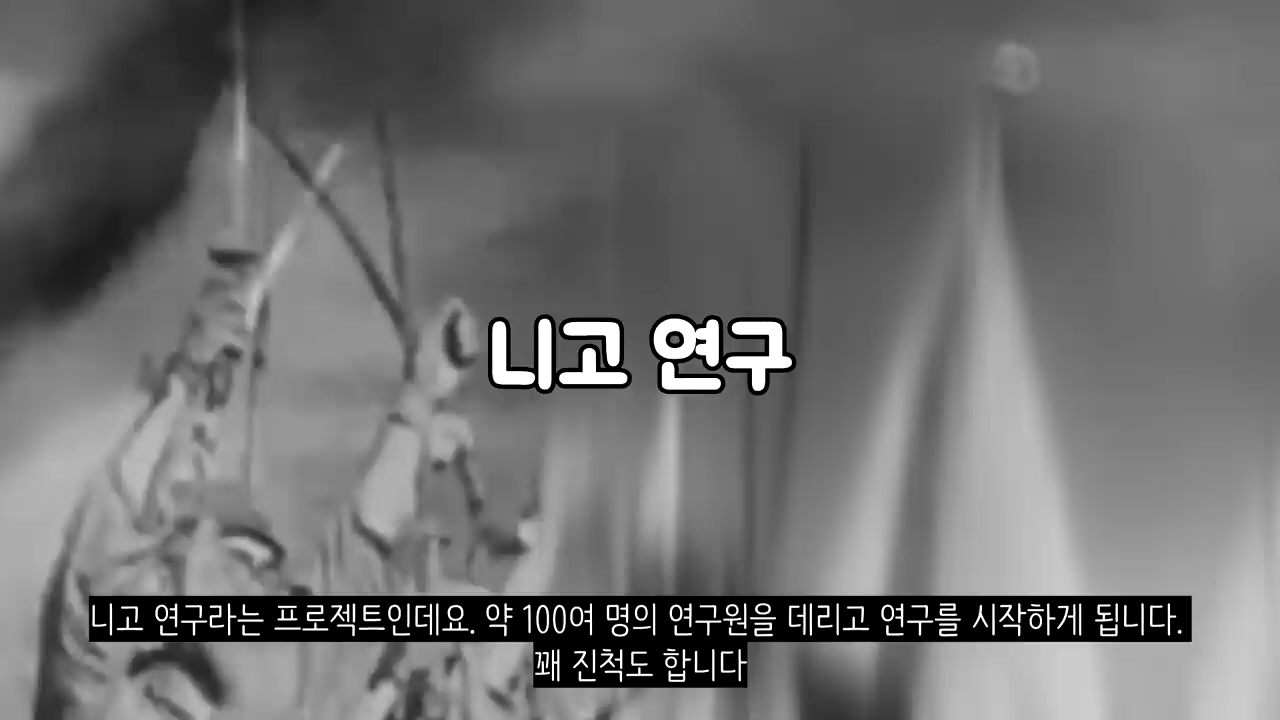 니고 연구
니고 연구라는 프로젝트인데요. 약 100여 명의 연구원을 데리고 연구를 시작하게 됩니다.
꽤 진척도 합니다